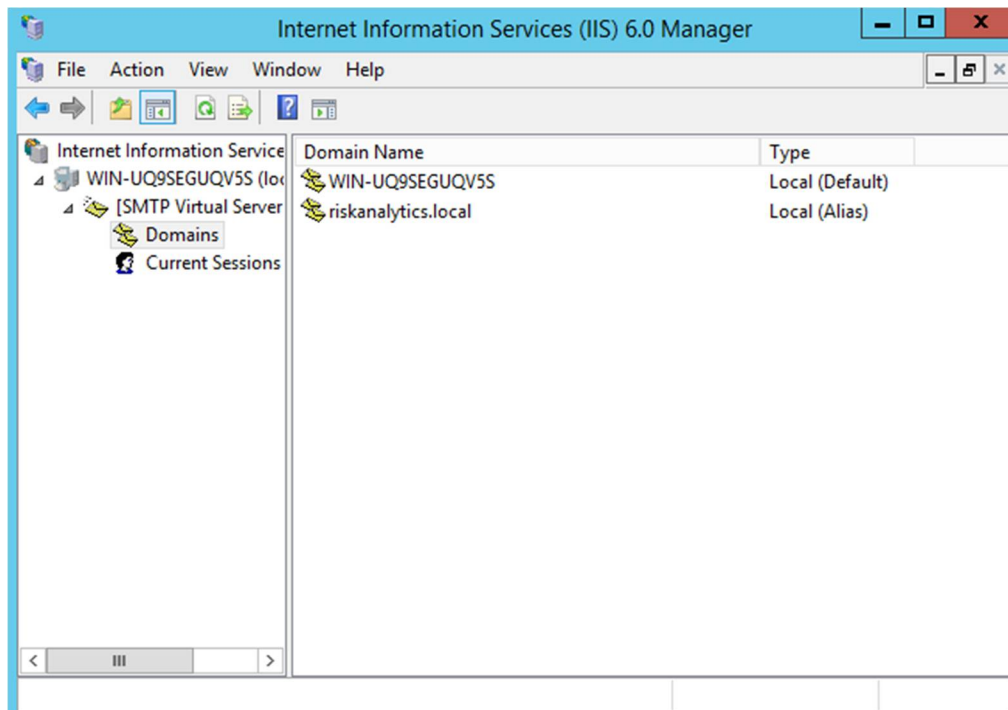 Internet Information Services (IIS) 6.0 Manager
File Action View Window Help
Internet Information Service
WIN-UQ9SEGUQV5S (loc
[SMTP Virtual Server
Domains
Current Sessions
Domain Name Type
WIN-UQ9SEGUQV5S Local (Default)
riskanalytics.local Local (Alias)